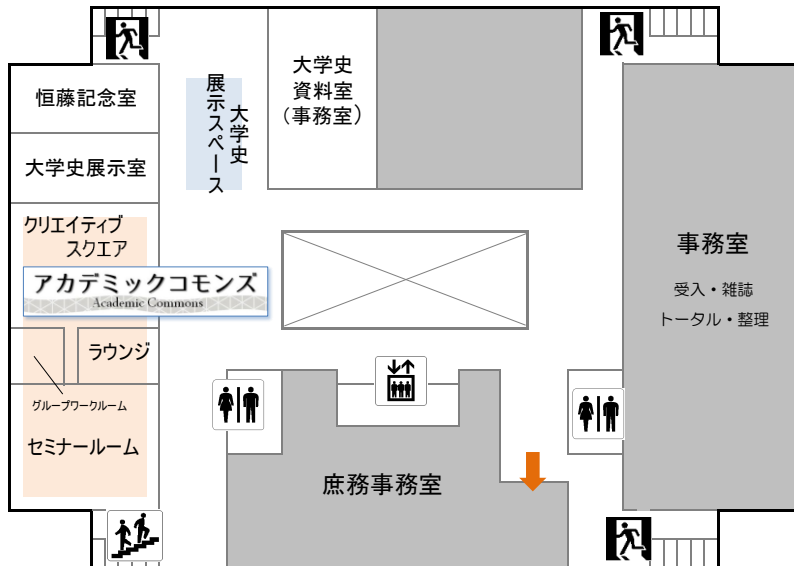 恒藤記念室
大学史展示室
大学史
展示スペース
大学史
資料室
（事務室）
クリエイティブ
スクエア
アカデミックコモンズ
Academic Commons
ラウンジ
グループワークルーム
セミナールーム
庶務事務室
事務室
受入・雑誌
トータル・整理